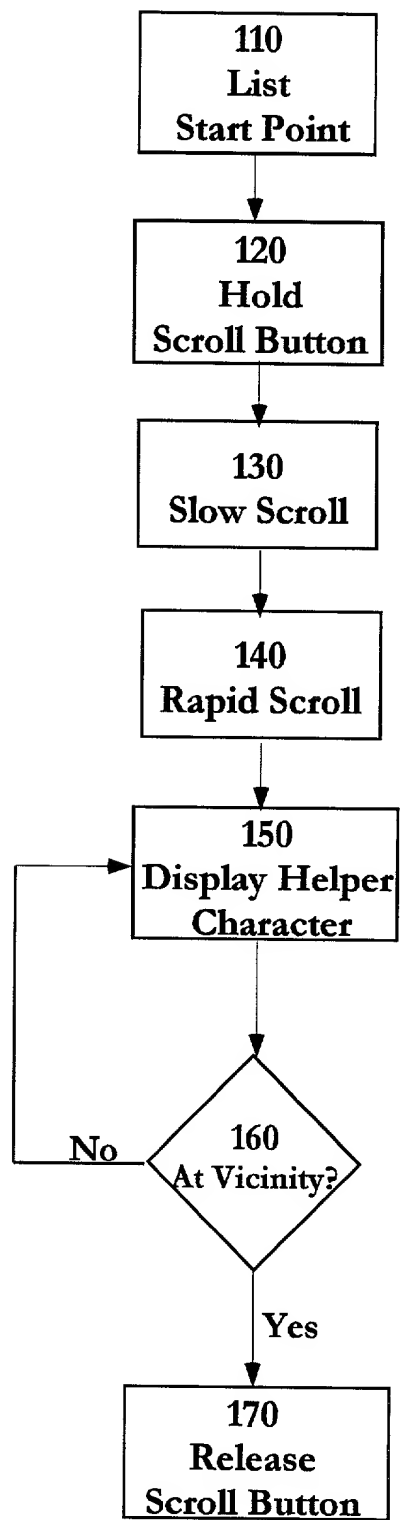 110
List
Start Point
120
Hold
Scroll Button
130
Slow Scroll
140
Rapid Scroll
150
Display Helper
Character
160
At Vicinity?
No
Yes
170
Release
Scroll Button